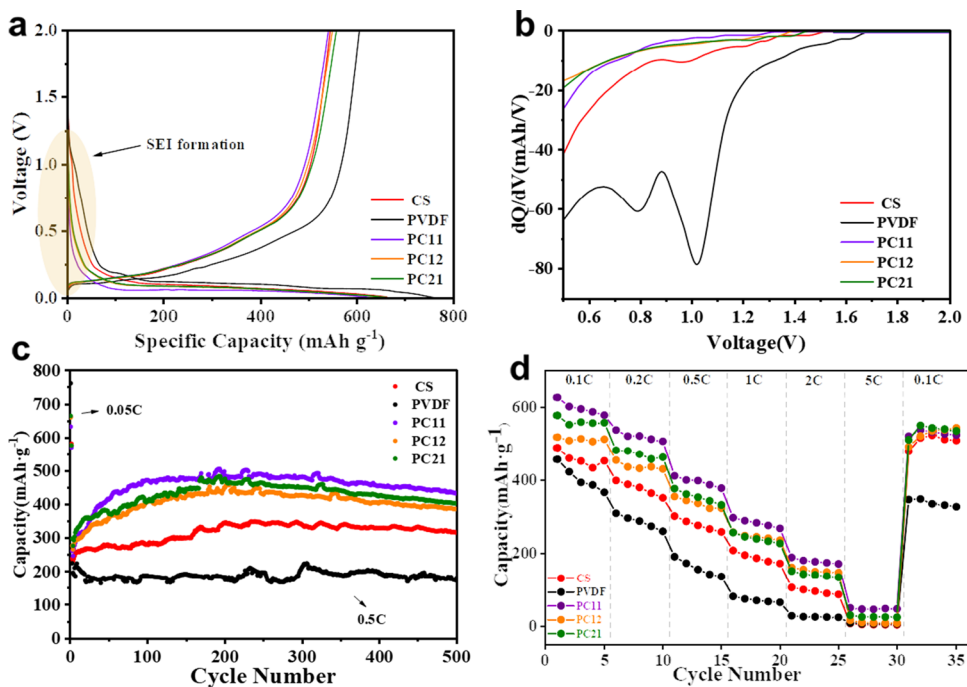 a
2.0
1.5
1.0
0.5
0.0
Voltage (V)
SEI formation
CS
PVDF
PC11
PC12
PC21
0 200 400 600 800
Specific Capacity (mAh g⁻¹)
b
0
-20
-40
-60
-80
dQ/dV(mAh/V)
CS
PVDF
PC11
PC12
PC21
0.6 0.8 1.0 1.2 1.4 1.6 1.8 2.0
Voltage(V)
c
800
700
600
500
400
300
200
100
0
Capacity(mAh·g⁻¹)
0.05C
CS
PVDF
PC11
PC12
PC21
0.5C
0 100 200 300 400 500
Cycle Number
d
0.1C 0.2C 0.5C 1C 2C 5C 0.1C
600
400
200
0
Capacity(mAh·g⁻¹)
CS
PVDF
PC11
PC12
PC21
0 5 10 15 20 25 30 35
Cycle Number